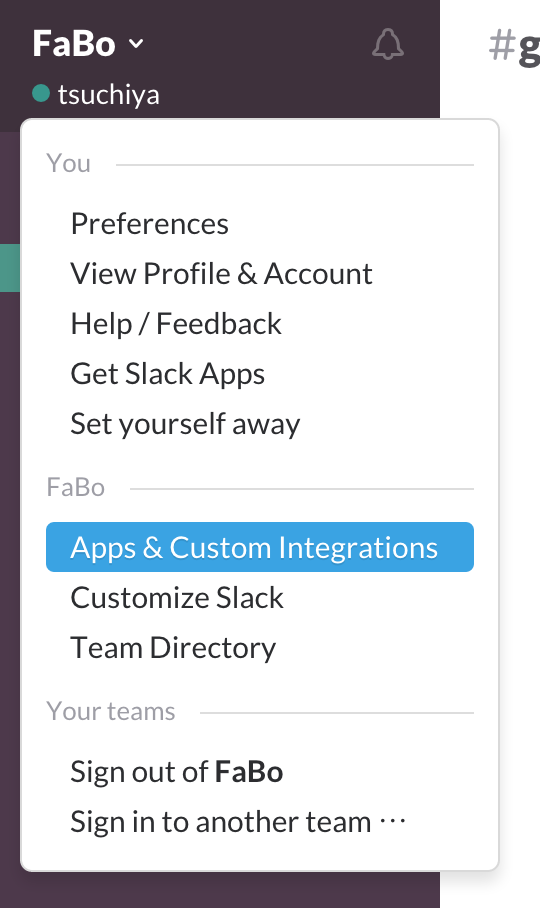 FaBo
#g
tsuchiya
You
Preferences
View Profile & Account
Help / Feedback
Get Slack Apps
Set yourself away
FaBo
Apps & Custom Integrations
Customize Slack
Team Directory
Your teams
Sign out of FaBo
Sign in to another team ···